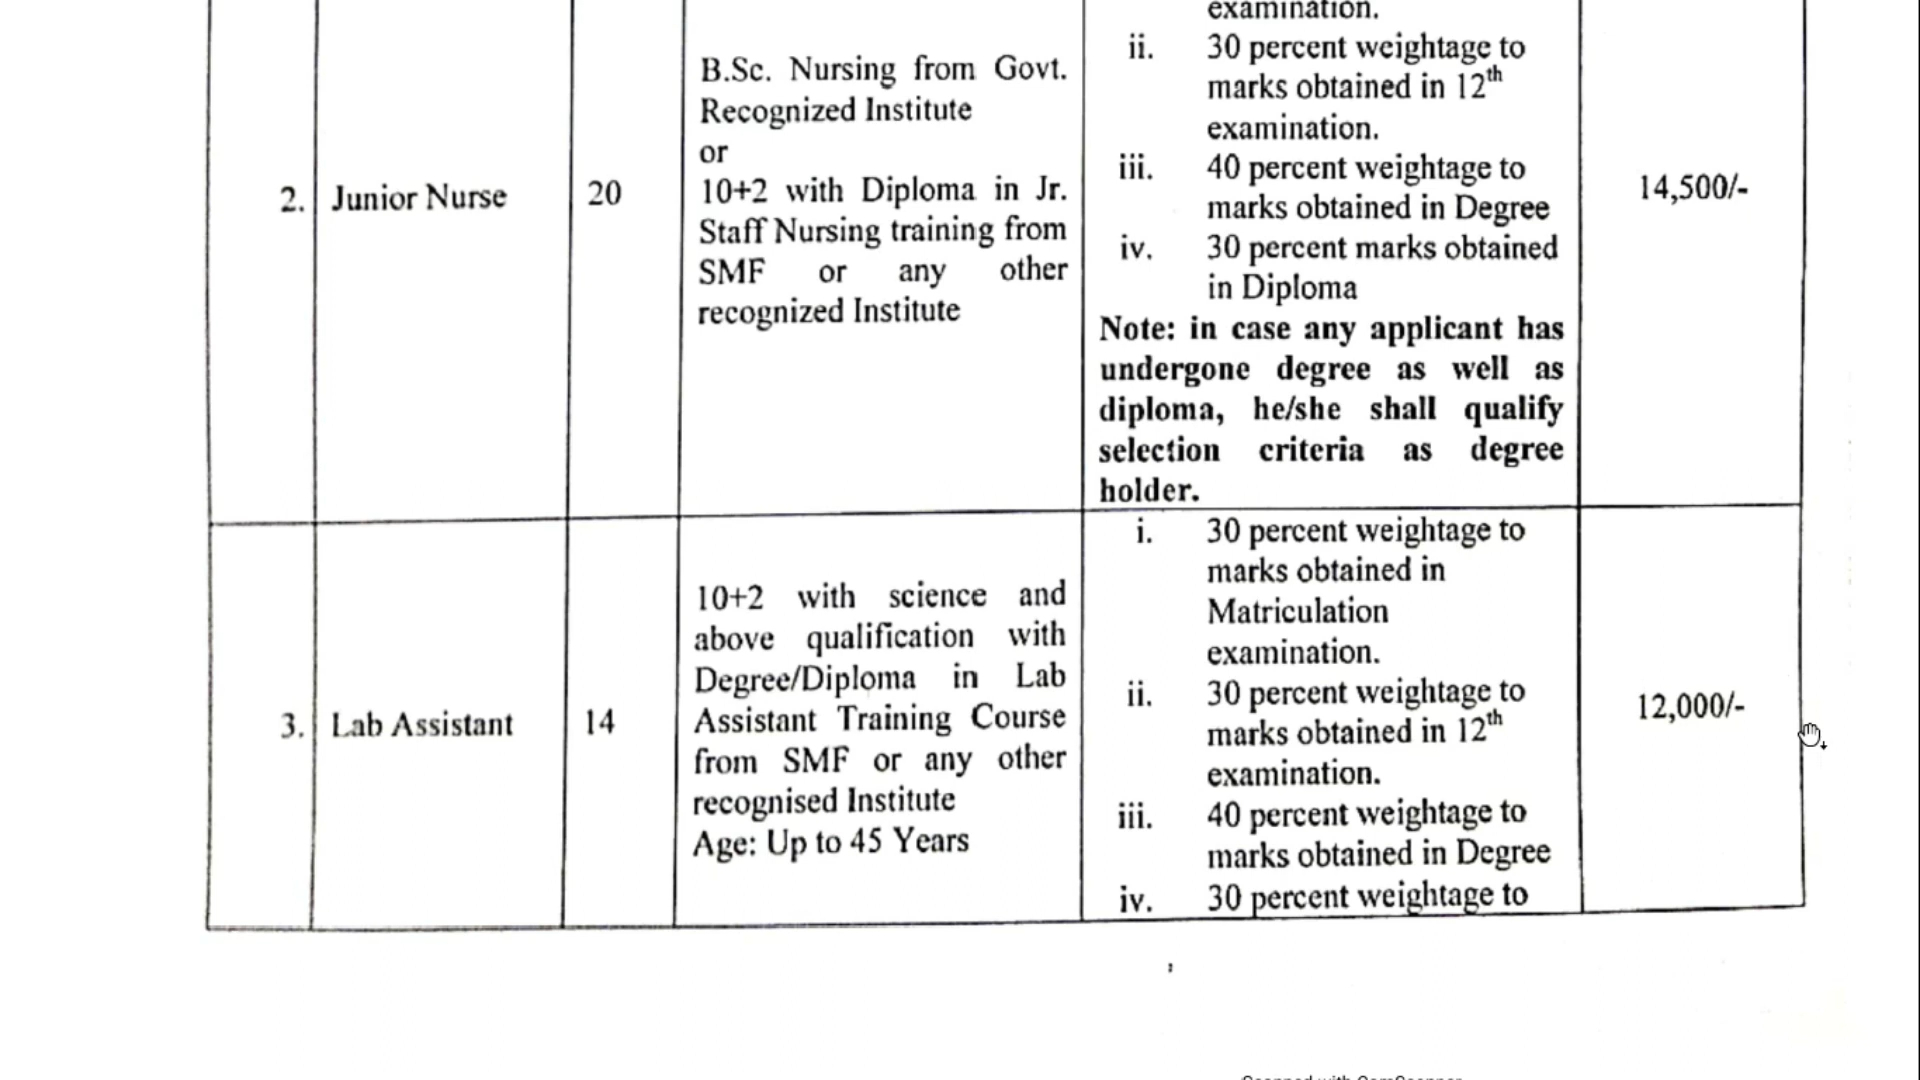 examination.
ii. 30 percent weightage to
marks obtained in 12th
examination.
iii. 40 percent weightage to
marks obtained in Degree
iv. 30 percent marks obtained
in Diploma
Note: in case any applicant has
undergone degree as well as
diploma, he/she shall qualify
selection criteria as degree
holder.
B.Sc. Nursing from Govt.
Recognized Institute
or
10+2 with Diploma in Jr.
Staff Nursing training from
SMF or any other
recognized Institute
2. Junior Nurse 20
14,500/-
3. Lab Assistant 14
10+2 with science and
above qualification with
Degree/Diploma in Lab
Assistant Training Course
from SMF or any other
recognised Institute
Age: Up to 45 Years
i. 30 percent weightage to
marks obtained in
Matriculation
examination.
ii. 30 percent weightage to
marks obtained in 12th
examination.
iii. 40 percent weightage to
marks obtained in Degree
iv. 30 percent weightage to
12,000/-
Scanned with CamScanner